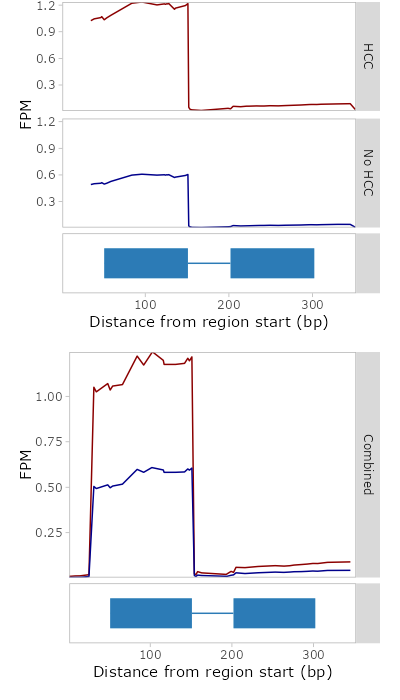 1.2
0.9
0.6
0.3
HCC
FPM
1.2
0.9
0.6
0.3
No HCC
100 200 300
Distance from region start (bp)
1.00
0.75
0.50
0.25
FPM
Combined
100 200 300
Distance from region start (bp)